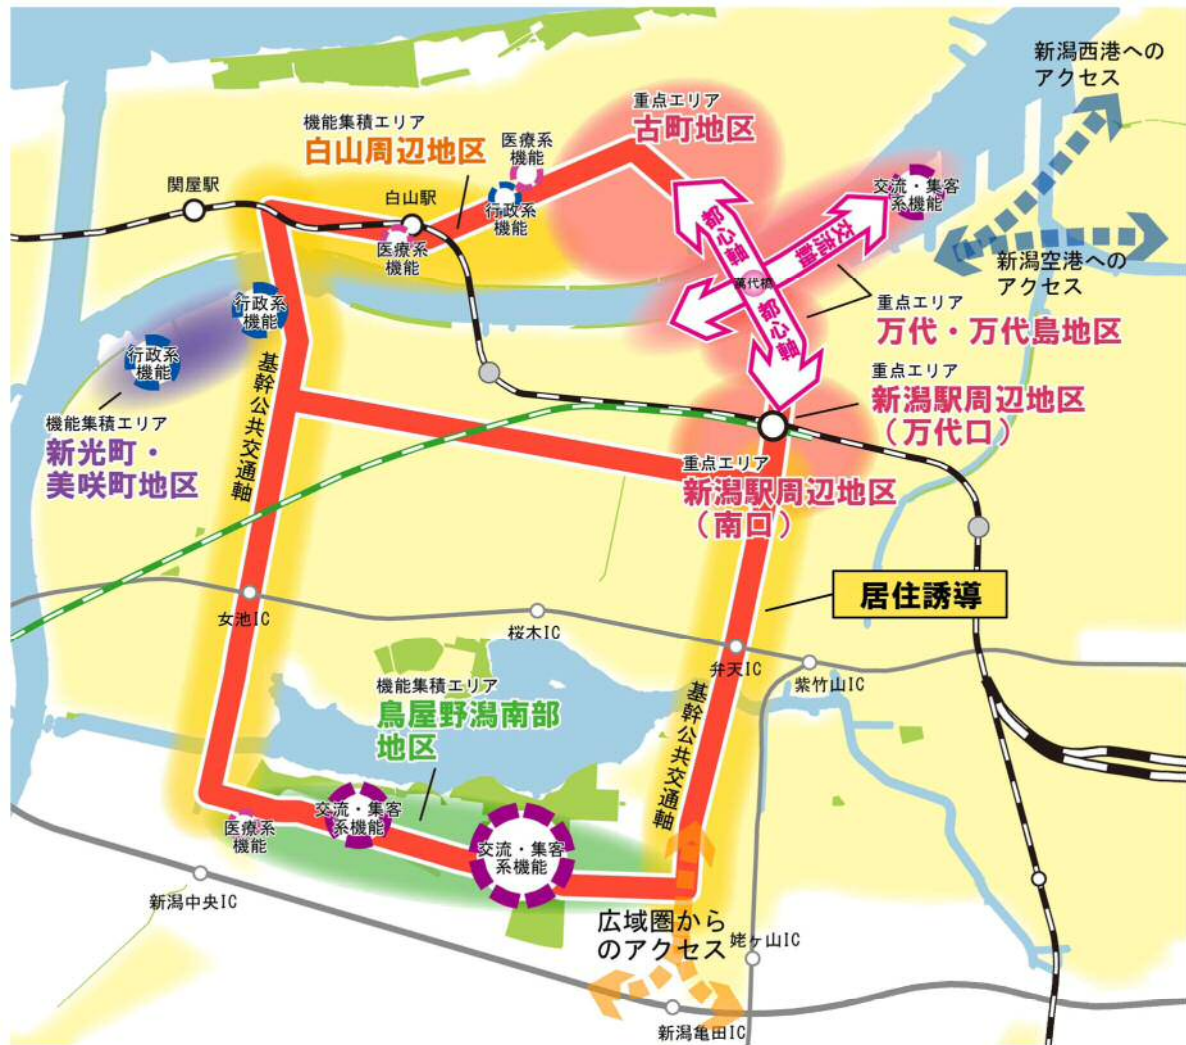 新潟西港への
アクセス
重点エリア
古町地区
機能集積エリア
白山周辺地区
医療系
機能
関屋駅
白山駅
行政系
機能
医療系
機能
交流・集客
系機能
都心軸
交流軸
萬代橋
都心軸
新潟空港への
アクセス
重点エリア
万代・万代島地区
行政系
機能
行政系
機能
重点エリア
新潟駅周辺地区
（万代口）
機能集積エリア
新光町・
美咲町地区
基幹公共交通軸
重点エリア
新潟駅周辺地区
（南口）
居住誘導
女池IC
桜木IC
弁天IC
紫竹山IC
機能集積エリア
鳥屋野潟南部
地区
基幹公共交通軸
交流・集客
系機能
医療系
機能
交流・集客
系機能
新潟中央IC
広域圏から
のアクセス
姥ヶ山IC
新潟亀田IC